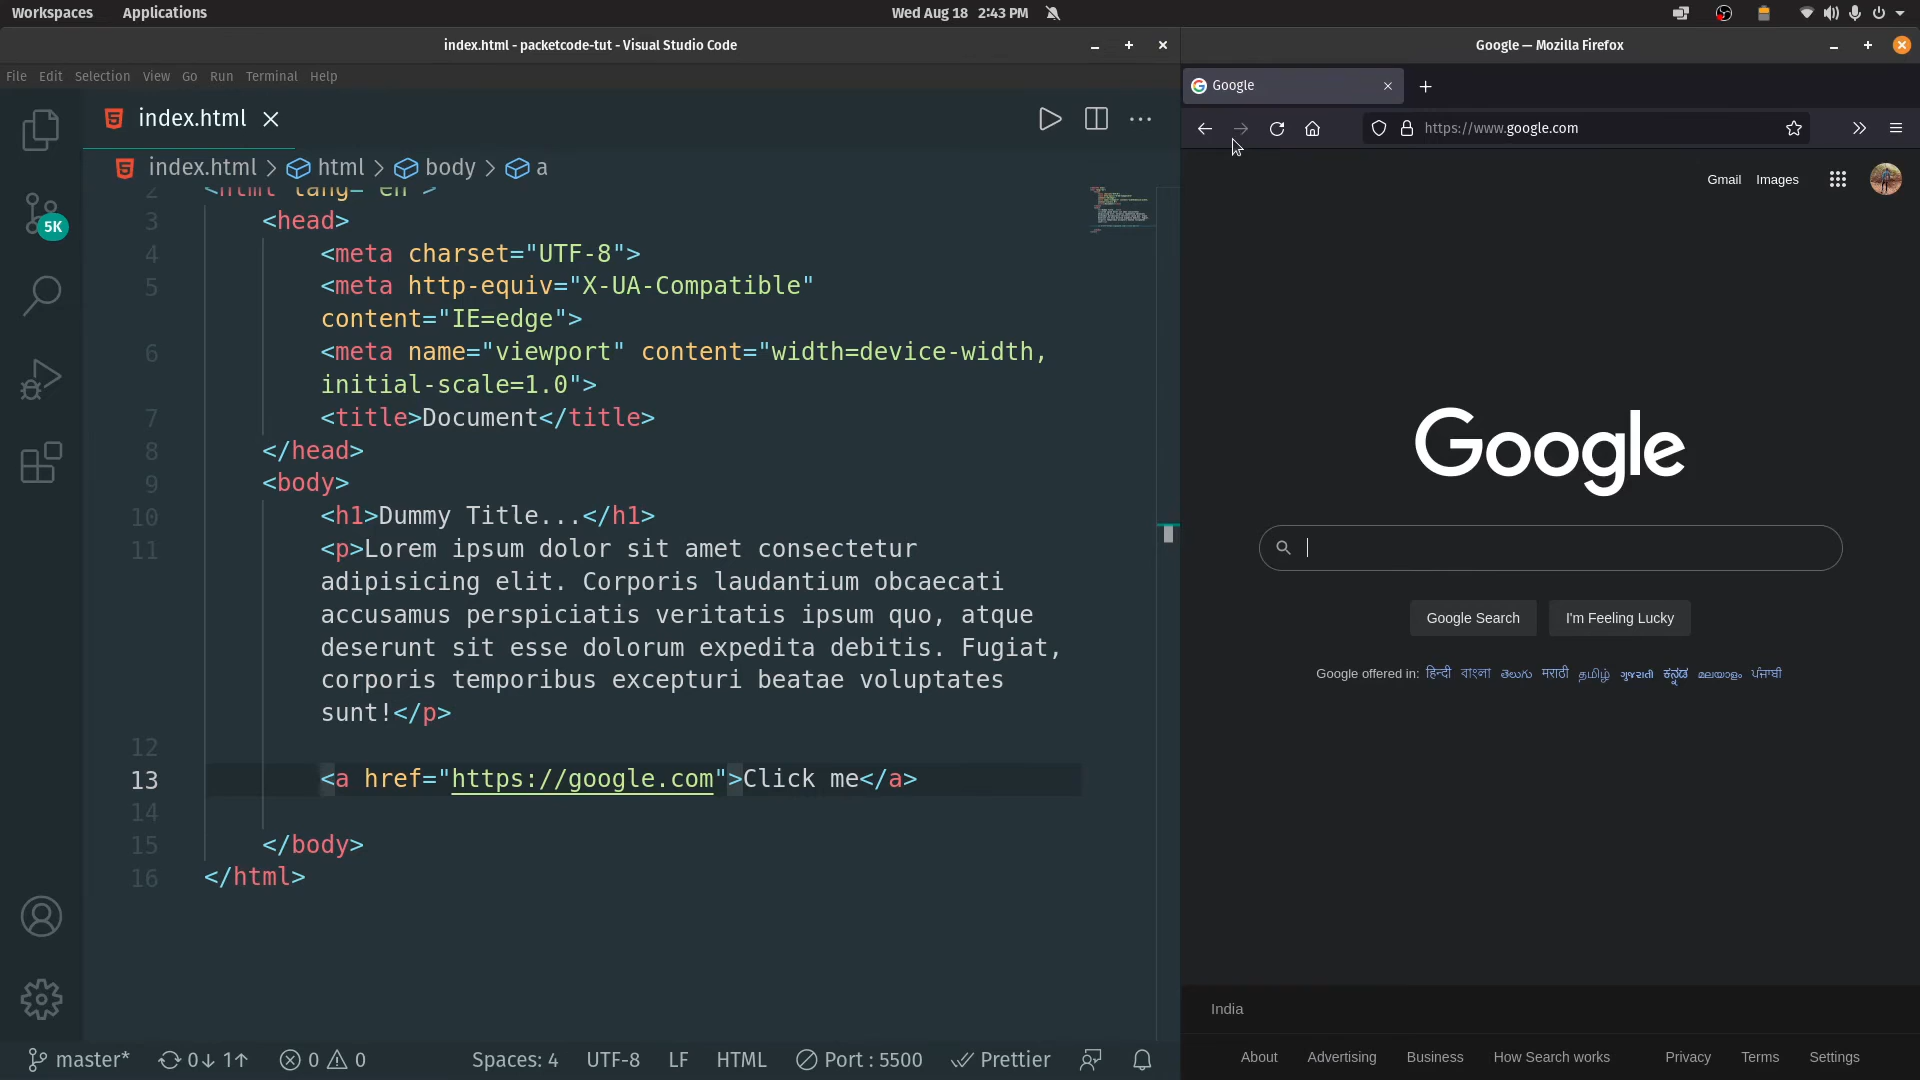 Workspaces Applications Wed Aug 18 2:43 PM
index.html - packetcode-tut - Visual Studio Code
File Edit Selection View Go Run Terminal Help
index.html
index.html > html > body > a
5K
2 <html lang="en">
3 <head>
4 <meta charset="UTF-8">
5 <meta http-equiv="X-UA-Compatible"
content="IE=edge">
6 <meta name="viewport" content="width=device-width,
initial-scale=1.0">
7 <title>Document</title>
8 </head>
9 <body>
10 <h1>Dummy Title...</h1>
11 <p>Lorem ipsum dolor sit amet consectetur
adipisicing elit. Corporis laudantium obcaecati
accusamus perspiciatis veritatis ipsum quo, atque
deserunt sit esse dolorum expedita debitis. Fugiat,
corporis temporibus excepturi beatae voluptates
sunt!</p>
12
13 <a href="https://google.com">Click me</a>
14
15 </body>
16 </html>
master* 0↓ 1↑ 0 0 Spaces: 4 UTF-8 LF HTML Port : 5500 Prettier
Google — Mozilla Firefox
Google
https://www.google.com
Gmail Images
Google
Google Search I'm Feeling Lucky
Google offered in: हिन्दी বাংলা తెలుగు मराठी தமிழ் ગુજરાતી ಕನ್ನಡ മലയാളം ਪੰਜਾਬੀ
India
About Advertising Business How Search works Privacy Terms Settings